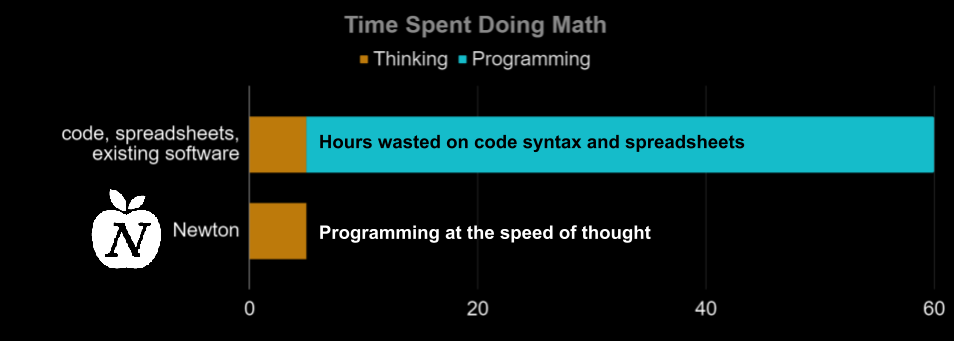 Time Spent Doing Math
Thinking Programming
code, spreadsheets,
existing software
Hours wasted on code syntax and spreadsheets
N
Newton
Programming at the speed of thought
0 20 40 60